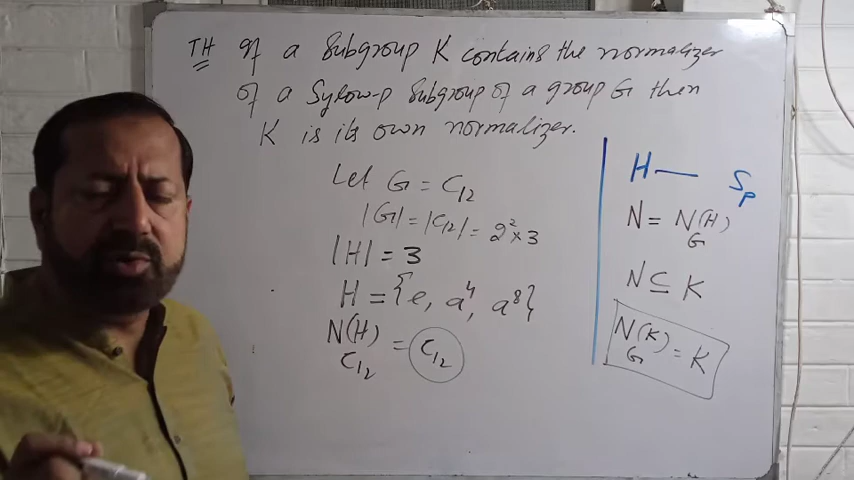 TH If a Subgroup K contains the normalizer
of a Sylow-p Subgroup of a group G then
K is its own normalizer.
Let G = C₁₂
|G| = |C₁₂| = 2² × 3
|H| = 3
H = {e, a⁴, a⁸}
N(H) = C₁₂
C₁₂
H — Sₚ
N = N(H)
G
N ⊆ K
N(K) = K
G